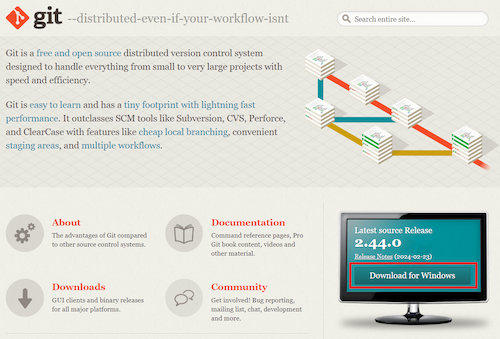 git --distributed-even-if-your-workflow-isnt
Search entire site...
Git is a free and open source distributed version control system
designed to handle everything from small to very large projects with
speed and efficiency.
Git is easy to learn and has a tiny footprint with lightning fast
performance. It outclasses SCM tools like Subversion, CVS, Perforce,
and ClearCase with features like cheap local branching, convenient
staging areas, and multiple workflows.
About
The advantages of Git compared
to other source control systems.
Documentation
Command reference pages, Pro
Git book content, videos and
other material.
Downloads
GUI clients and binary releases
for all major platforms.
Community
Get involved! Bug reporting,
mailing list, chat, development
and more.
Latest source Release
2.44.0
Release Notes (2024-02-23)
Download for Windows